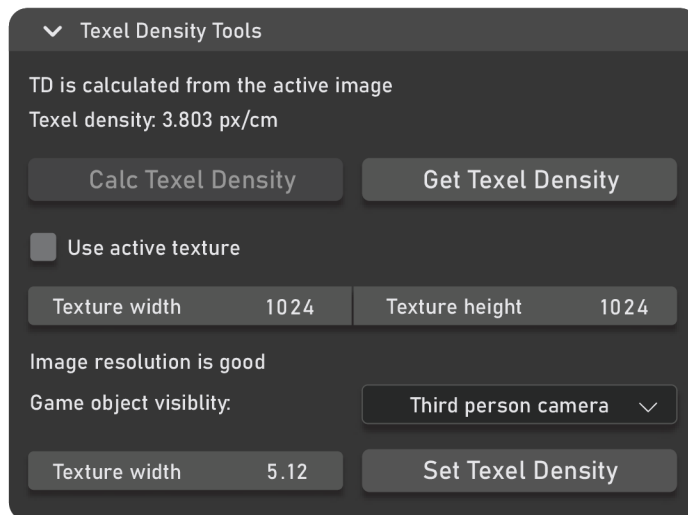 Texel Density Tools
TD is calculated from the active image
Texel density: 3.803 px/cm
Calc Texel Density Get Texel Density
Use active texture
Texture width 1024 Texture height 1024
Image resolution is good
Game object visiblity: Third person camera
Texture width 5.12 Set Texel Density